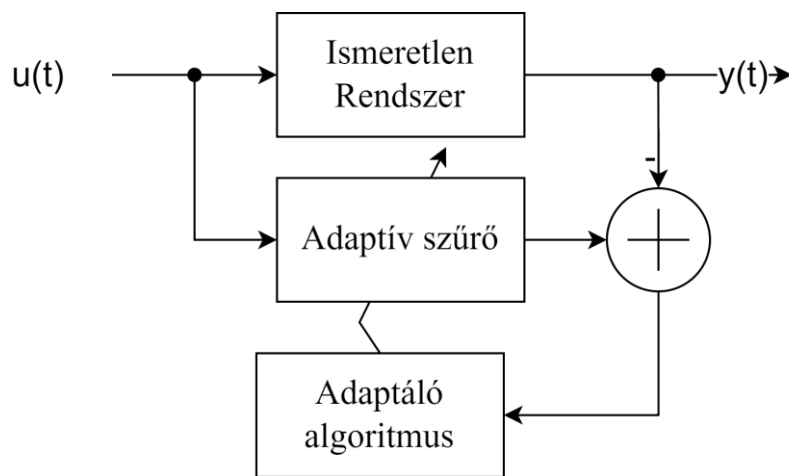 u(t)
Ismeretlen
Rendszer
y(t)
-
Adaptív szűrő
Adaptáló
algoritmus